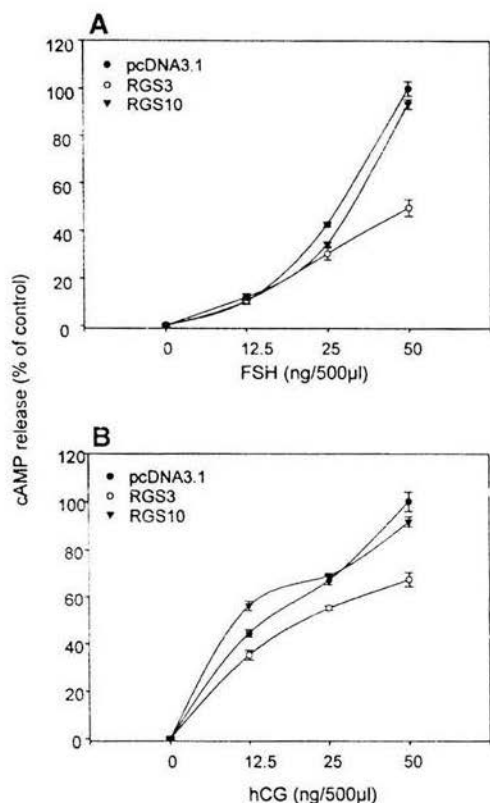 A
120
100
80
60
40
20
0
pcDNA3.1
RGS3
RGS10
0 12.5 25 50
FSH (ng/500µl)
cAMP release (% of control)
B
120
100
80
60
40
20
0
pcDNA3.1
RGS3
RGS10
0 12.5 25 50
hCG (ng/500µl)